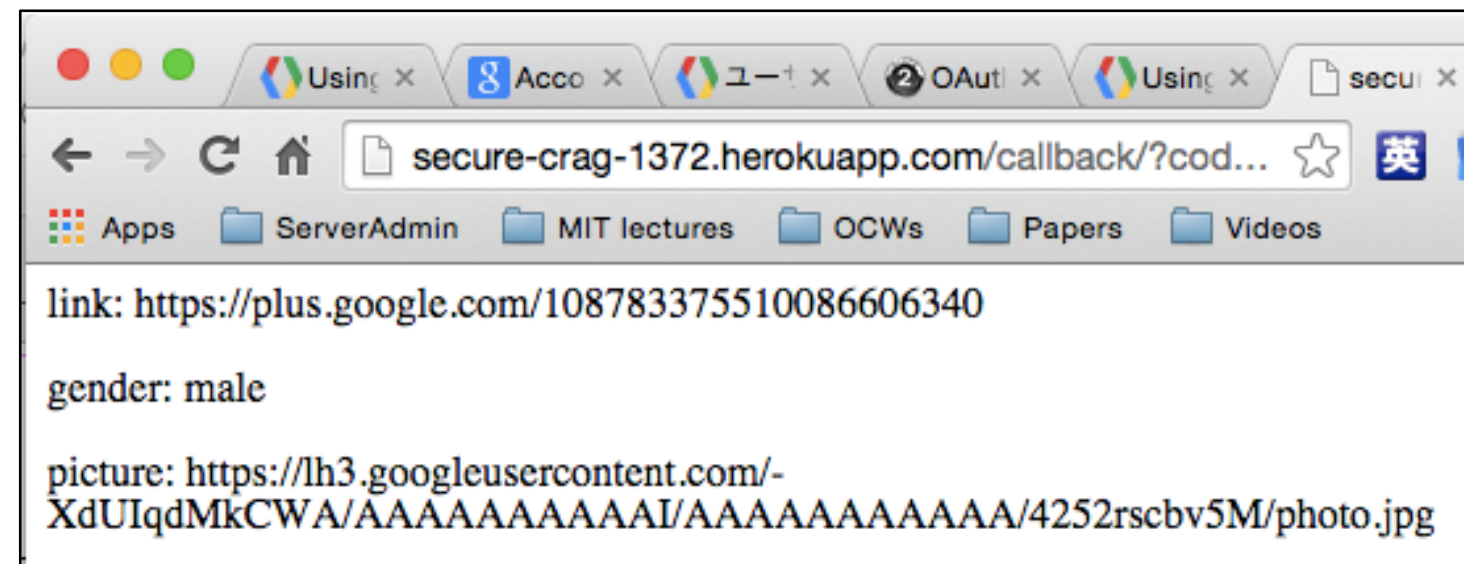 Using Acco ユーサ OAut Using secu
secure-crag-1372.herokuapp.com/callback/?cod... 英
Apps ServerAdmin MIT lectures OCWs Papers Videos
link: https://plus.google.com/108783375510086606340
gender: male
picture: https://lh3.googleusercontent.com/-
XdUIqdMkCWA/AAAAAAAAAAI/AAAAAAAAAAA/4252rscbv5M/photo.jpg